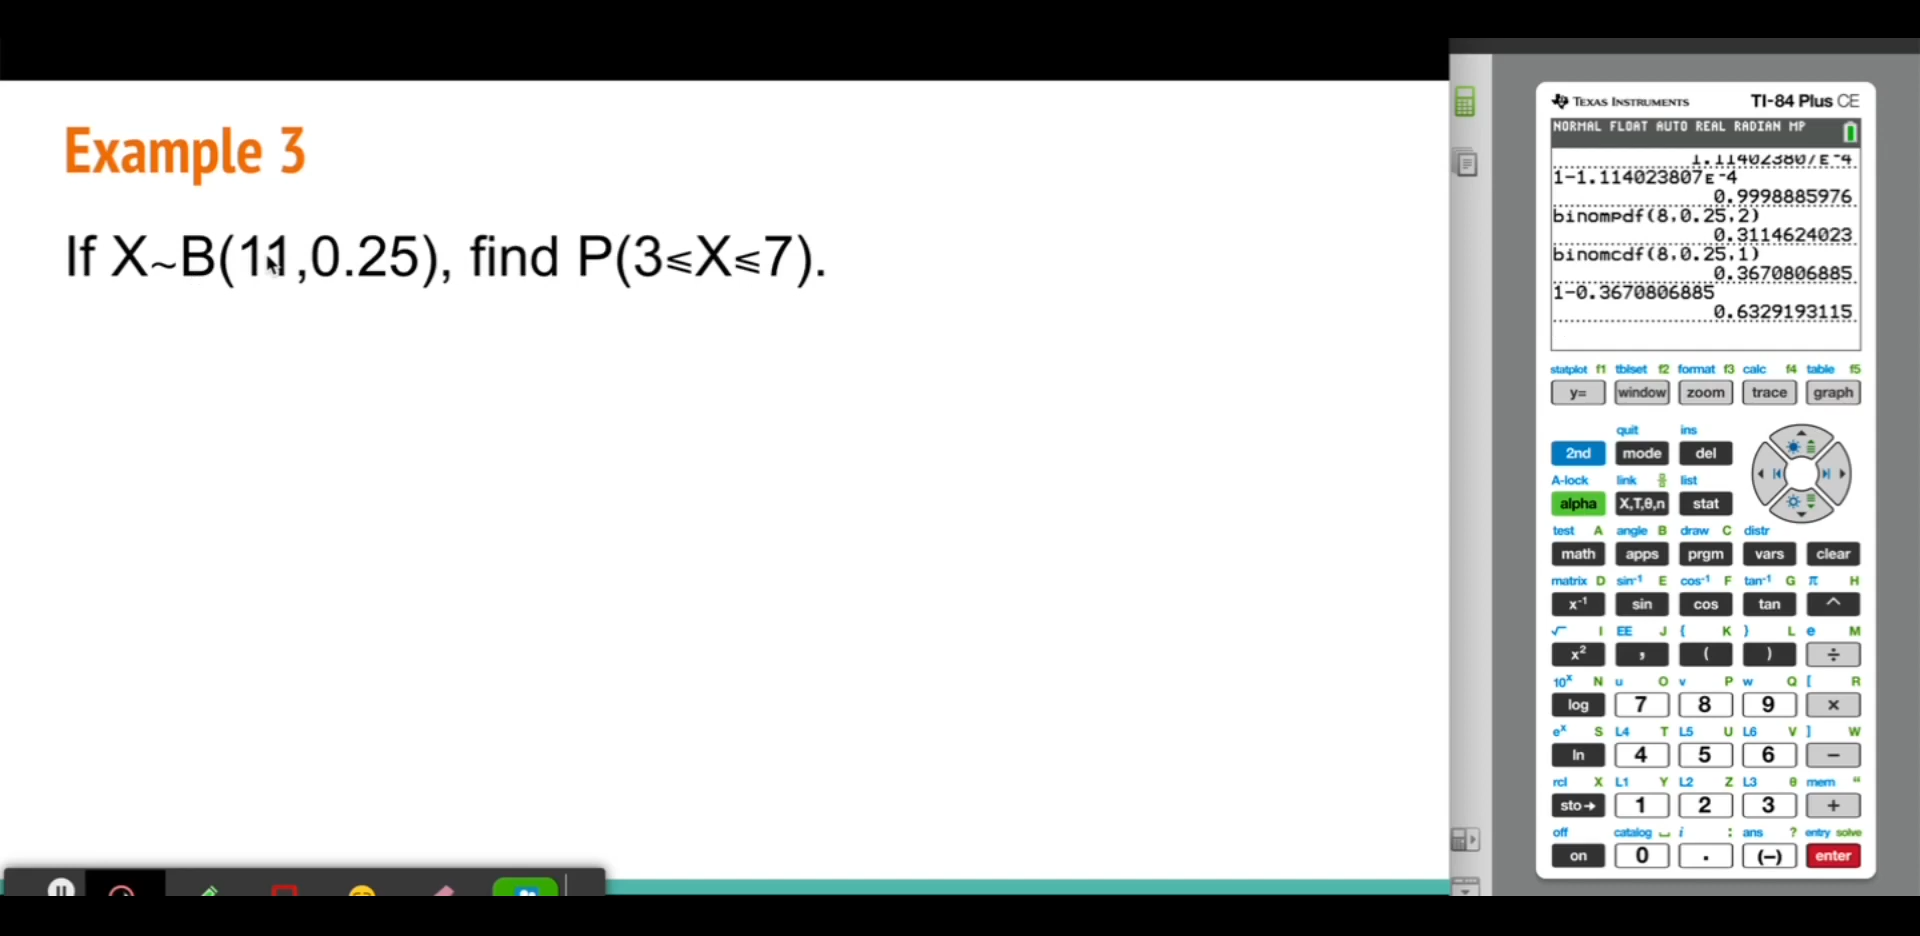 Example 3
If X~B(11,0.25), find P(3≤X≤7).
TEXAS INSTRUMENTS TI-84 Plus CE
NORMAL FLOAT AUTO REAL RADIAN MP
1.114023807ᴇ-4
1-1.114023807ᴇ-4
0.9998885976
binompdf(8,0.25,2)
0.3114624023
binomcdf(8,0.25,1)
0.3670806885
1-0.3670806885
0.6329193115
statplot f1 tblset f2 format f3 calc f4 table f5
y= window zoom trace graph
quit ins
2nd mode del
A-lock link list
alpha X,T,θ,n stat
test A angle B draw C distr
math apps prgm vars clear
matrix D sin-1 E cos-1 F tan-1 G π H
x-1 sin cos tan ^
√ I EE J { K } L e M
x2 , ( ) ÷
10x N u O v P w Q [ R
log 7 8 9 ×
ex S L4 T L5 U L6 V ] W
ln 4 5 6 −
rcl X L1 Y L2 Z L3 θ mem “
sto→ 1 2 3 +
off catalog ⎵ i : ans ? entry solve
on 0 . (−) enter